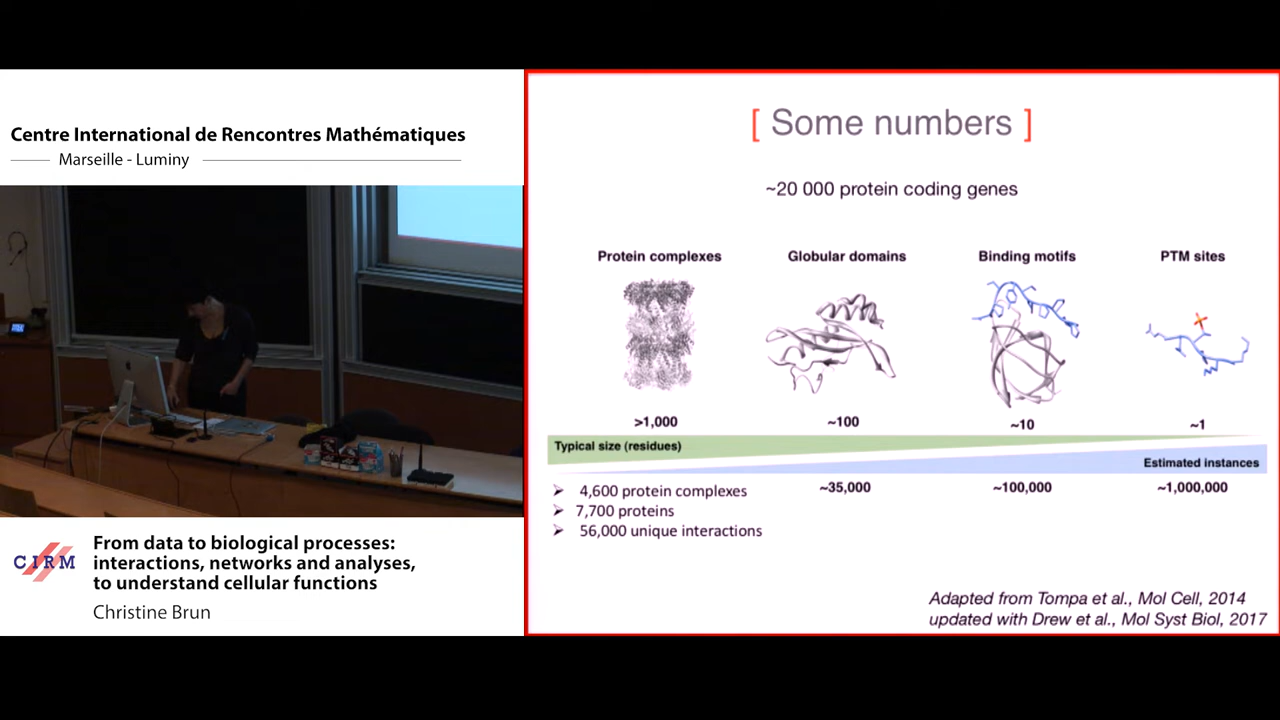 Centre International de Rencontres Mathématiques
Marseille - Luminy
[ Some numbers ]
~20 000 protein coding genes
Protein complexes
Globular domains
Binding motifs
PTM sites
>1,000
~100
~10
~1
Typical size (residues)
Estimated instances
4,600 protein complexes
7,700 proteins
56,000 unique interactions
~35,000
~100,000
~1,000,000
Adapted from Tompa et al., Mol Cell, 2014
updated with Drew et al., Mol Syst Biol, 2017
CIRM
From data to biological processes:
interactions, networks and analyses,
to understand cellular functions
Christine Brun